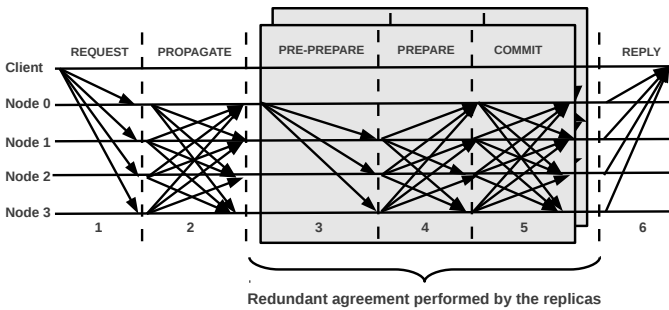 REQUEST PROPAGATE PRE-PREPARE PREPARE COMMIT REPLY
Client
Node 0
Node 1
Node 2
Node 3
1 2 3 4 5 6
Redundant agreement performed by the replicas